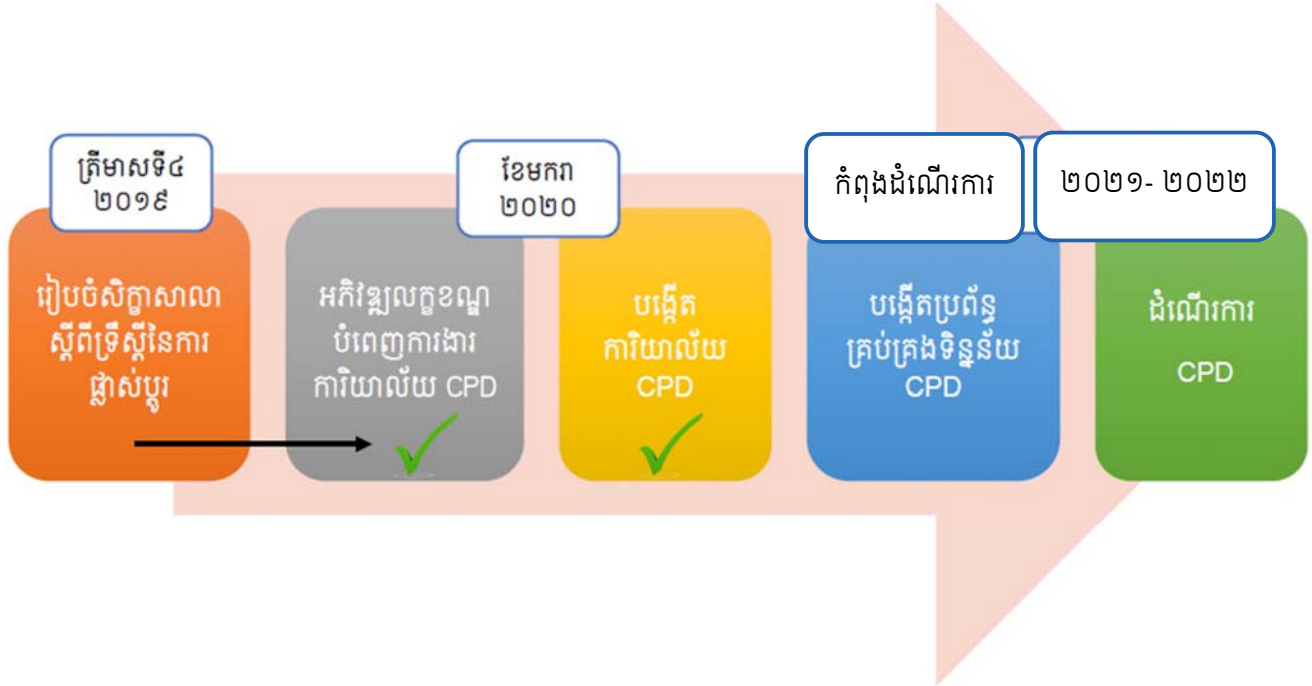 ត្រីមាសទី៤
២០១៩
ខែមករា
២០២០
កំពុងដំណើរការ
២០២១- ២០២២
រៀបចំសិក្ខាសាលា
ស្តីពីទ្រឹស្តីនៃការ
ផ្លាស់ប្តូរ
អភិវឌ្ឍលក្ខខណ្ឌ
បំពេញការងារ
ការិយាល័យ CPD
បង្កើត
ការិយាល័យ
CPD
បង្កើតប្រព័ន្ធ
គ្រប់គ្រងទិន្នន័យ
CPD
ដំណើរការ
CPD